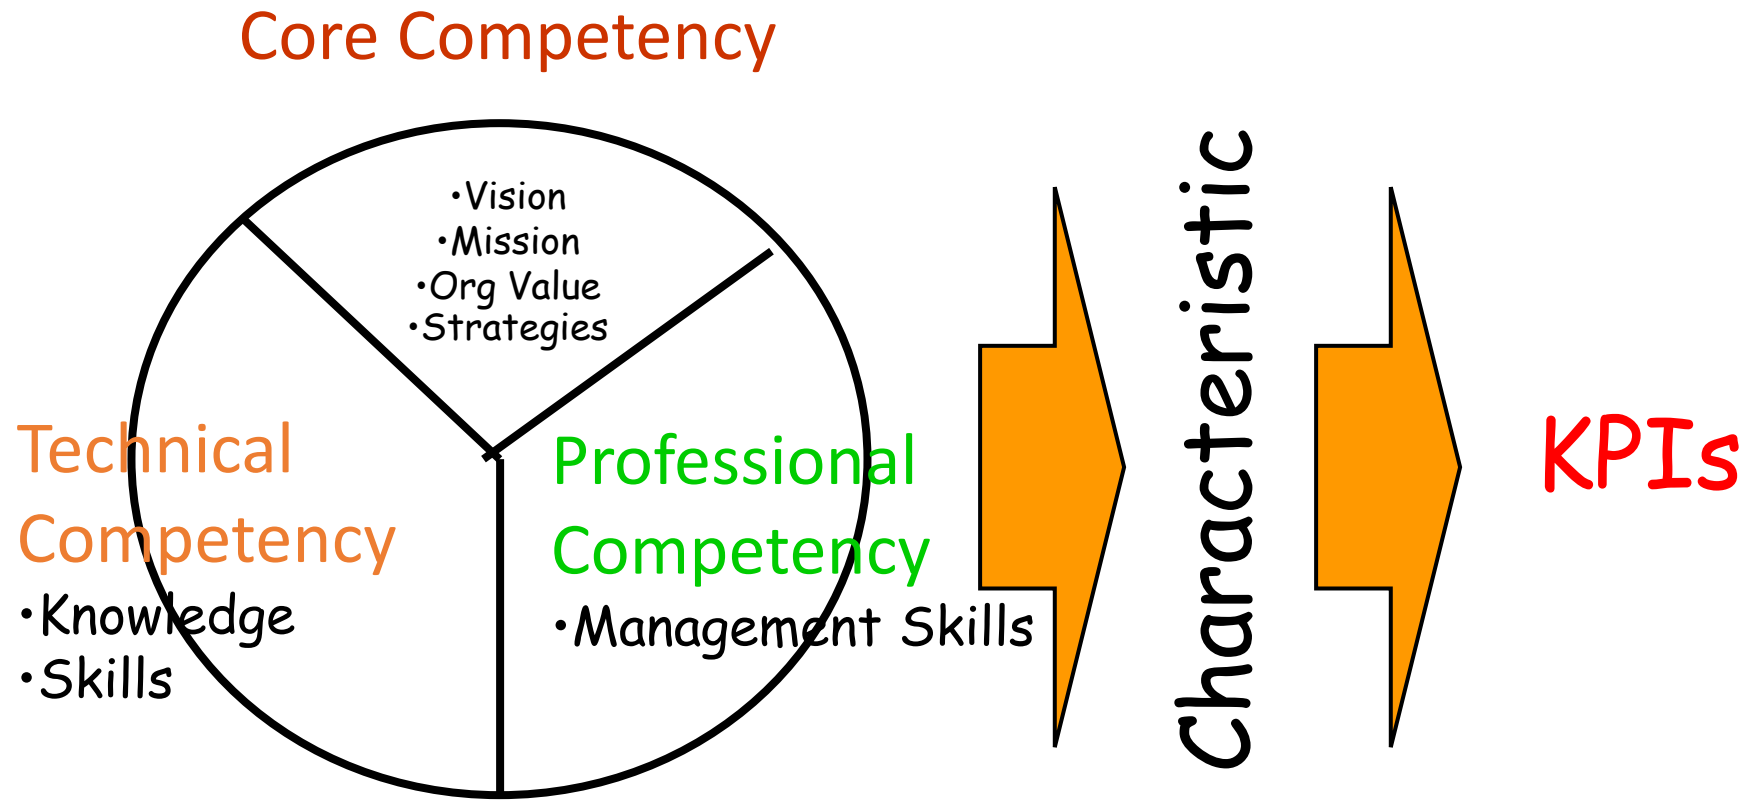 Core Competency
•Vision
•Mission
•Org Value
•Strategies
Technical
Competency
•Knowledge
•Skills
Professional
Competency
•Management Skills
Characteristic
KPIs